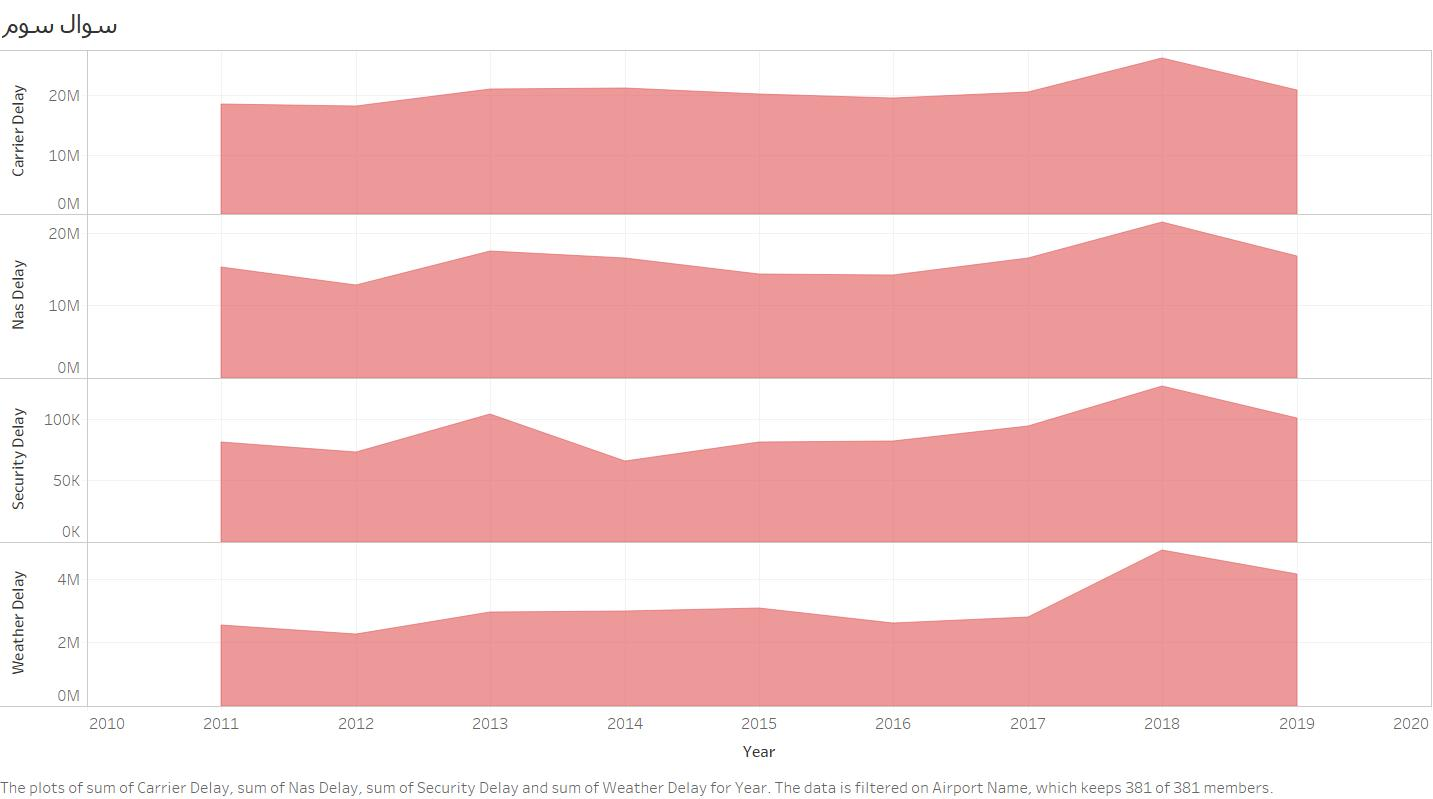 سوال سوم
Carrier Delay
20M
10M
0M
Nas Delay
20M
10M
0M
Security Delay
100K
50K
0K
Weather Delay
4M
2M
0M
2010 2011 2012 2013 2014 2015 2016 2017 2018 2019 2020
Year
The plots of sum of Carrier Delay, sum of Nas Delay, sum of Security Delay and sum of Weather Delay for Year. The data is filtered on Airport Name, which keeps 381 of 381 members.